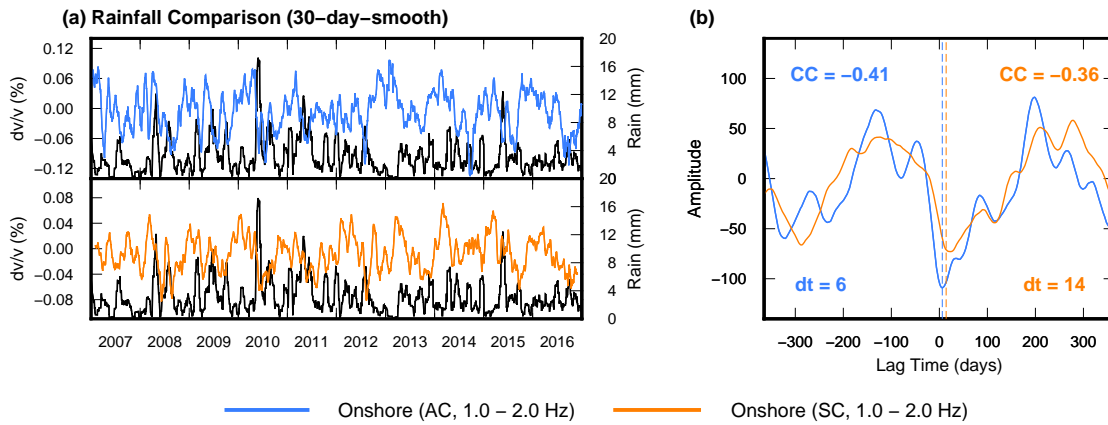 (a) Rainfall Comparison (30−day−smooth)
(b)
0.12
0.06
0.00
−0.06
−0.12
dv/v (%)
20
16
12
8
4
0
Rain (mm)
0.08
0.04
0.00
−0.04
−0.08
dv/v (%)
20
16
12
8
4
0
Rain (mm)
2007 2008 2009 2010 2011 2012 2013 2014 2015 2016
CC = −0.41
CC = −0.36
100
50
0
−50
−100
Amplitude
dt = 6
dt = 14
−300 −200 −100 0 100 200 300
Lag Time (days)
Onshore (AC, 1.0 − 2.0 Hz)
Onshore (SC, 1.0 − 2.0 Hz)